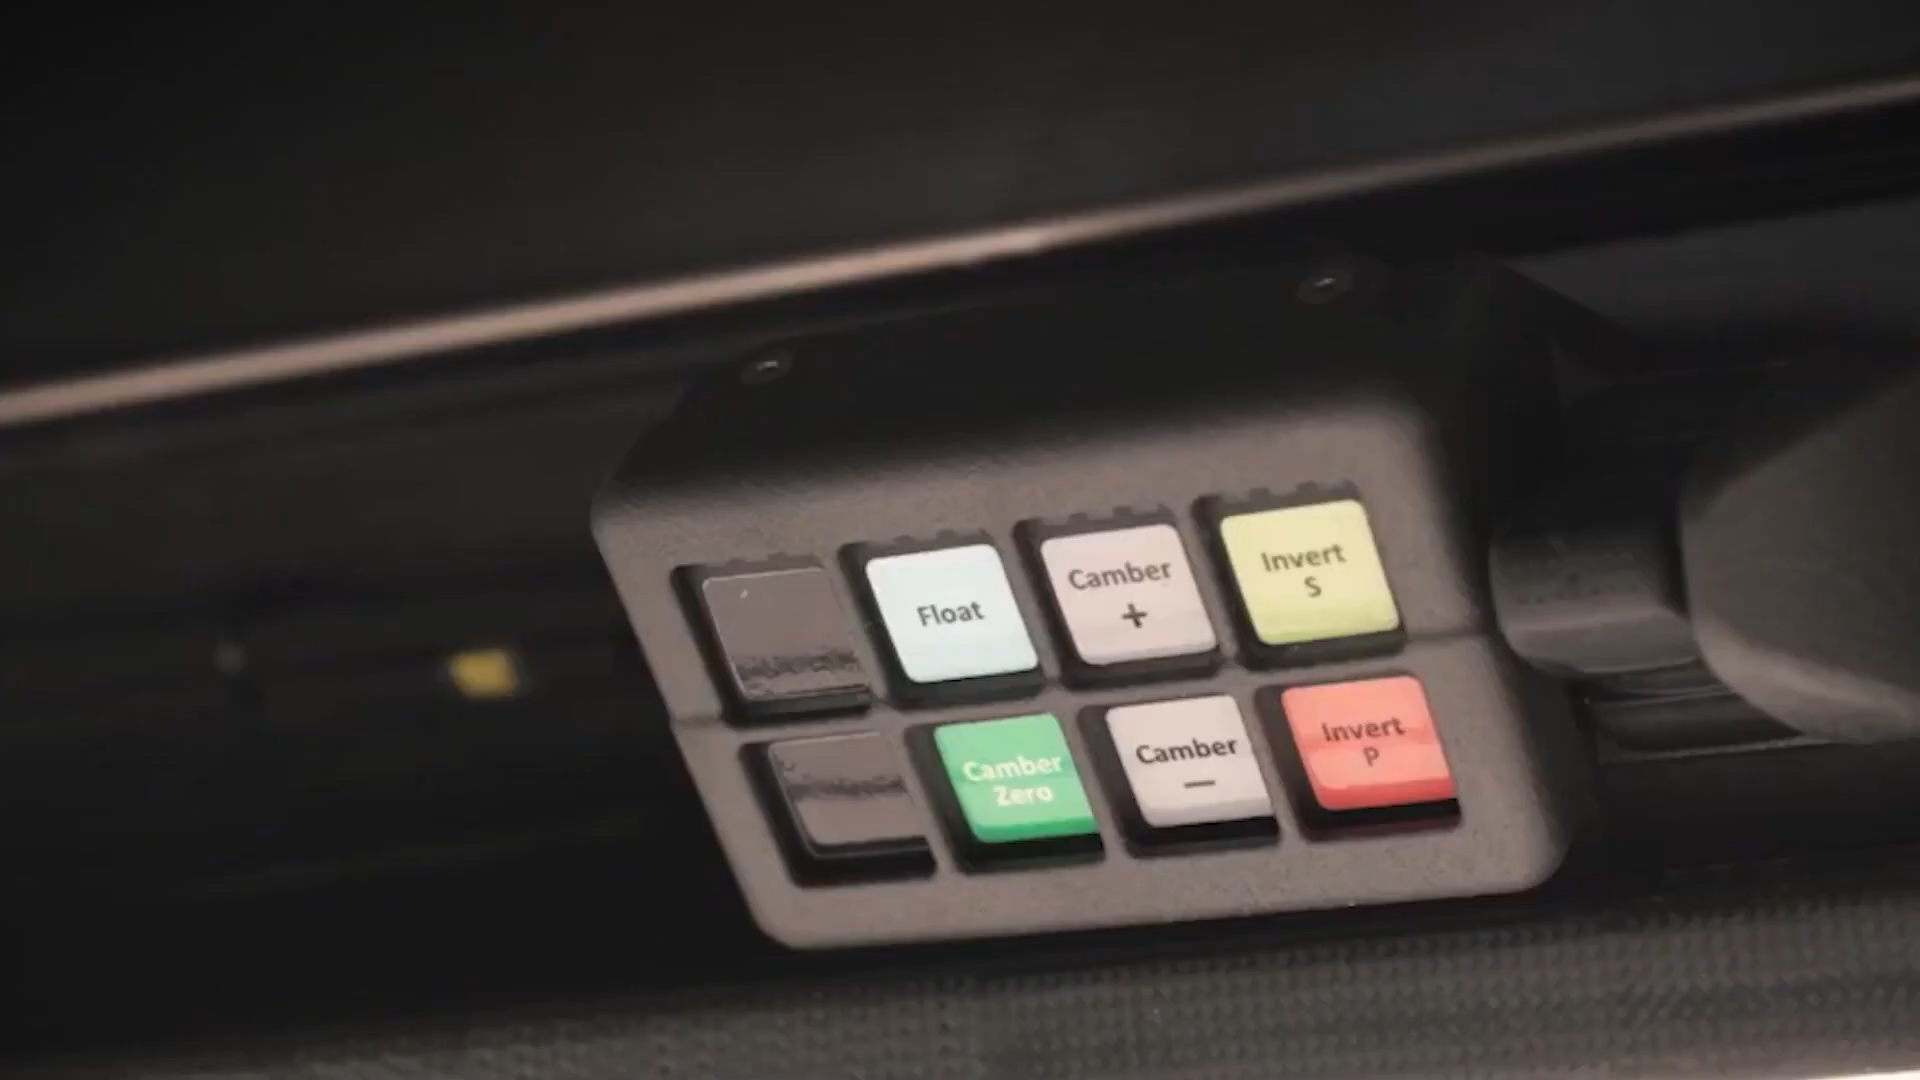 Float
Camber
+
Invert
S
Camber
Zero
Camber
−
Invert
P